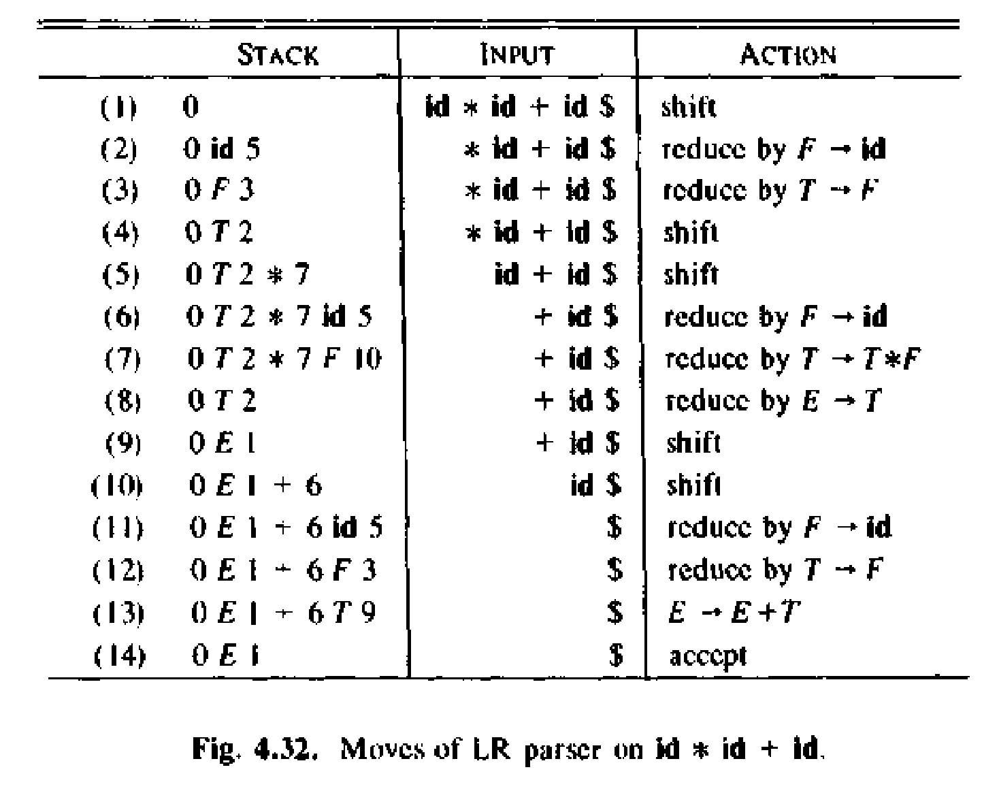 STACK INPUT ACTION
(1) 0 id * id + id $ shift
(2) 0 id 5 * id + id $ reduce by F → id
(3) 0 F 3 * id + id $ reduce by T → F
(4) 0 T 2 * id + id $ shift
(5) 0 T 2 * 7 id + id $ shift
(6) 0 T 2 * 7 id 5 + id $ reduce by F → id
(7) 0 T 2 * 7 F 10 + id $ reduce by T → T*F
(8) 0 T 2 + id $ reduce by E → T
(9) 0 E 1 + id $ shift
(10) 0 E 1 + 6 id $ shift
(11) 0 E 1 + 6 id 5 $ reduce by F → id
(12) 0 E 1 + 6 F 3 $ reduce by T → F
(13) 0 E 1 + 6 T 9 $ E → E+T
(14) 0 E 1 $ accept
Fig. 4.32. Moves of LR parser on id * id + id.